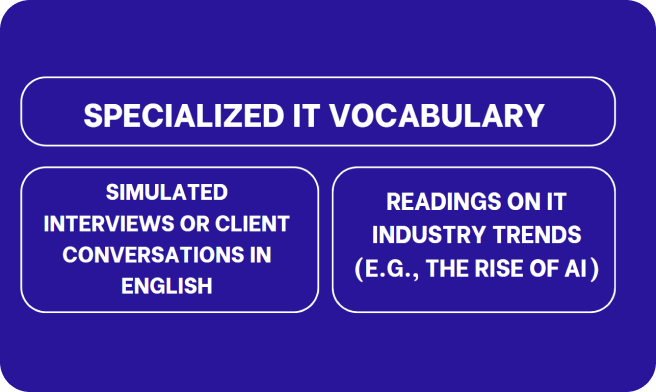 SPECIALIZED IT VOCABULARY
SIMULATED
INTERVIEWS OR CLIENT
CONVERSATIONS IN
ENGLISH
READINGS ON IT
INDUSTRY TRENDS
(E.G., THE RISE OF AI)